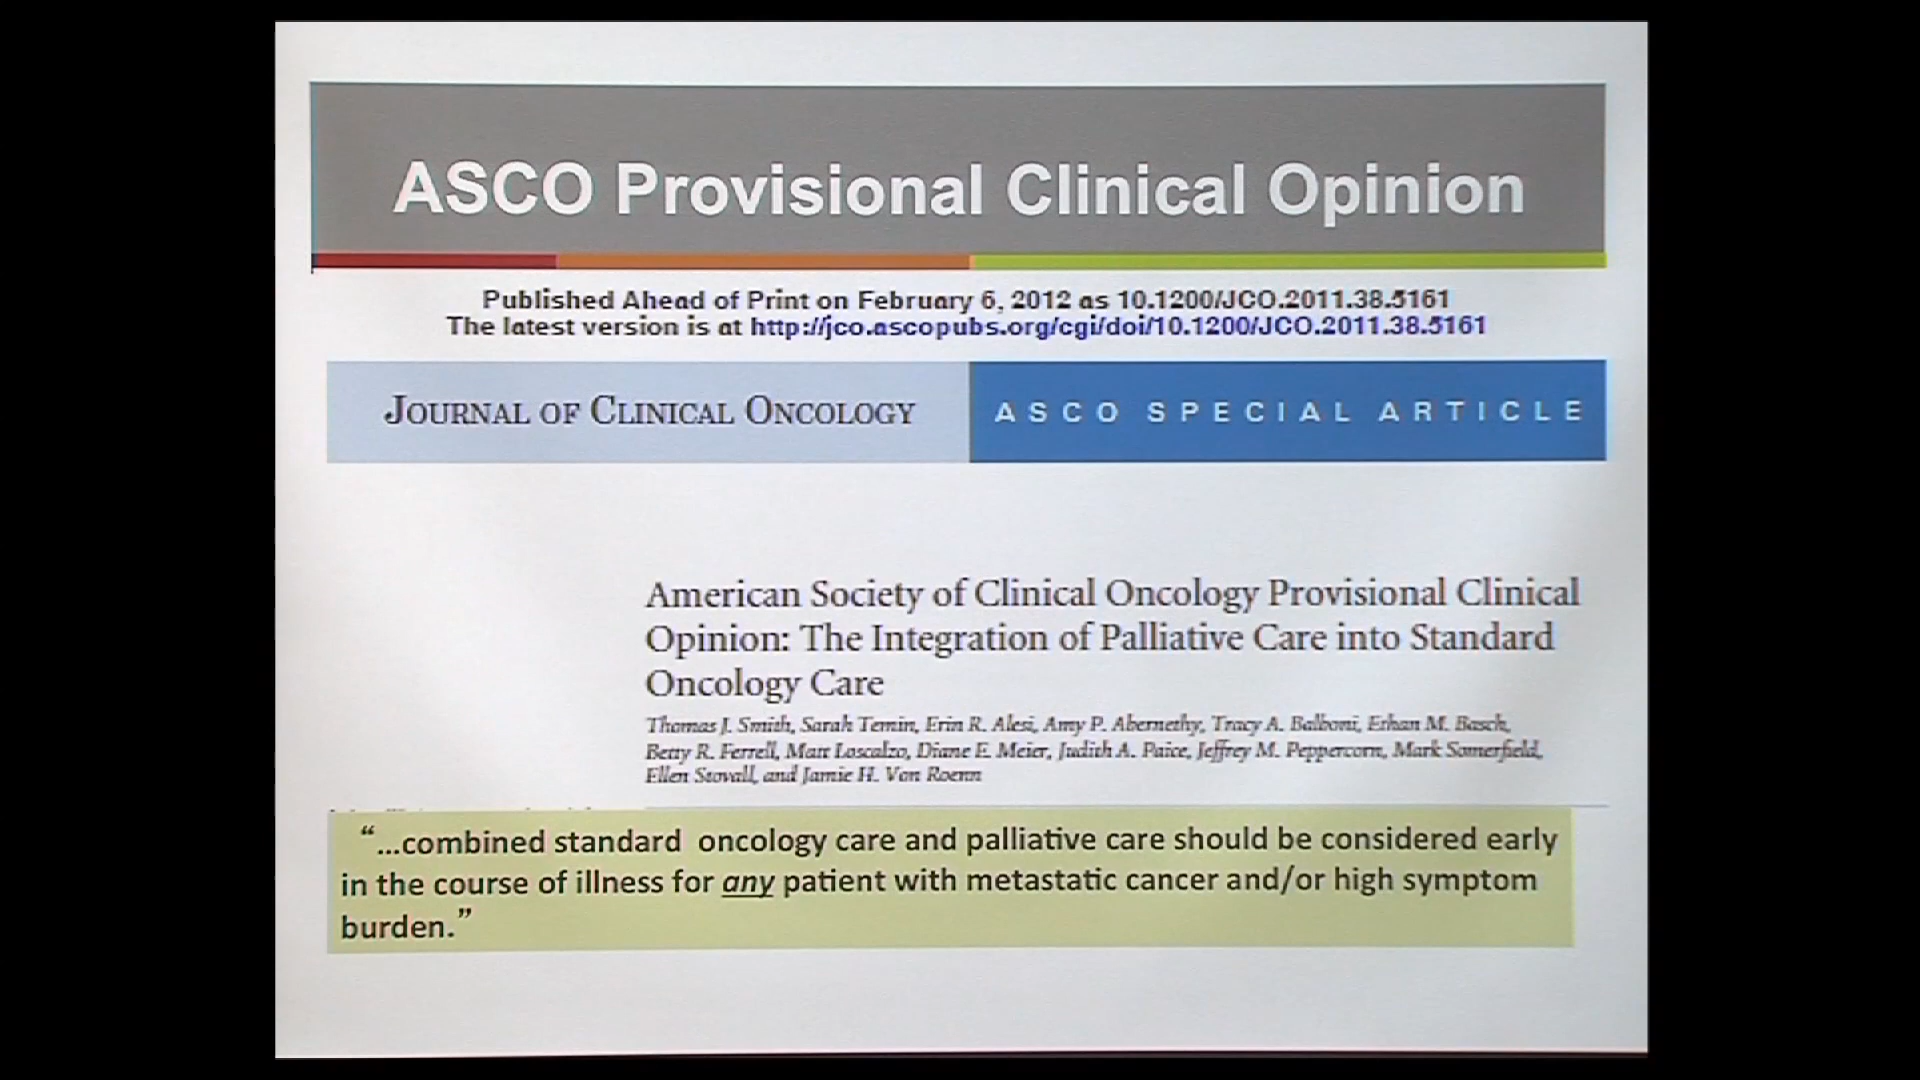 ASCO Provisional Clinical Opinion
Published Ahead of Print on February 6, 2012 as 10.1200/JCO.2011.38.5161
The latest version is at http://jco.ascopubs.org/cgi/doi/10.1200/JCO.2011.38.5161
JOURNAL OF CLINICAL ONCOLOGY
ASCO SPECIAL ARTICLE
American Society of Clinical Oncology Provisional Clinical
Opinion: The Integration of Palliative Care into Standard
Oncology Care
Thomas J. Smith, Sarah Temin, Erin R. Alesi, Amy P. Abernethy, Tracy A. Balboni, Ethan M. Basch,
Betty R. Ferrell, Matt Loscalzo, Diane E. Meier, Judith A. Paice, Jeffrey M. Peppercorn, Mark Somerfield,
Ellen Stovall, and Jamie H. Von Roenn
“...combined standard oncology care and palliative care should be considered early
in the course of illness for any patient with metastatic cancer and/or high symptom
burden.”